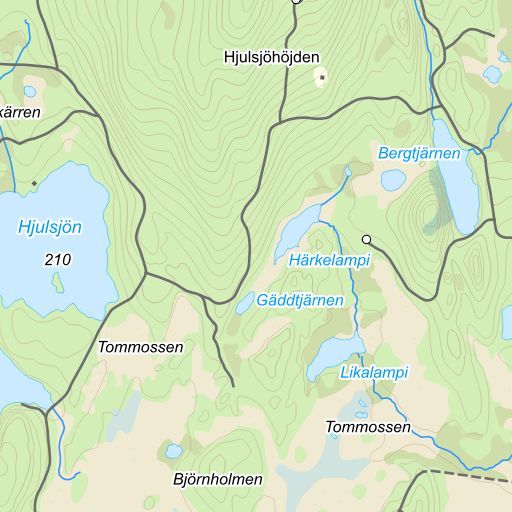 Hjulsjöhöjden
kärren
Bergtjärnen
Hjulsjön
210
Härkelampi
Gäddtjärnen
Tommossen
Likalampi
Tommossen
Björnholmen